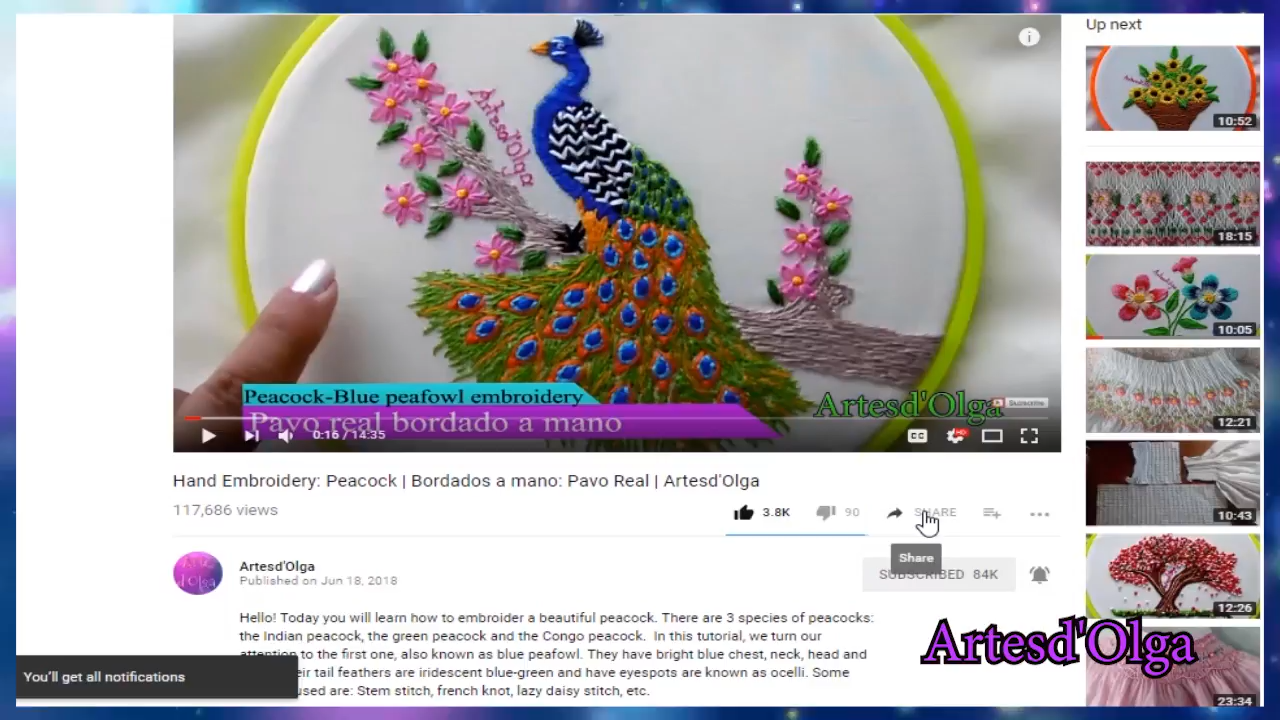 Up next
Artesd'Olga
10:52
18:15
10:05
12:21
10:43
12:26
23:34
Peacock-Blue peafowl embroidery
Pavo real bordado a mano
Artesd'Olga
Subscribe
0:16 / 14:35
CC
HD
Hand Embroidery: Peacock | Bordados a mano: Pavo Real | Artesd'Olga
117,686 views
3.8K
90
SHARE
Share
Artesd'Olga
Published on Jun 18, 2018
SUBSCRIBED 84K
Hello! Today you will learn how to embroider a beautiful peacock. There are 3 species of peacocks:
the Indian peacock, the green peacock and the Congo peacock. In this tutorial, we turn our
attention to the first one, also known as blue peafowl. They have bright blue chest, neck, head and
tail feathers are iridescent blue-green and have eyespots are known as ocelli. Some
used are: Stem stitch, french knot, lazy daisy stitch, etc.
You'll get all notifications
Artesd'Olga